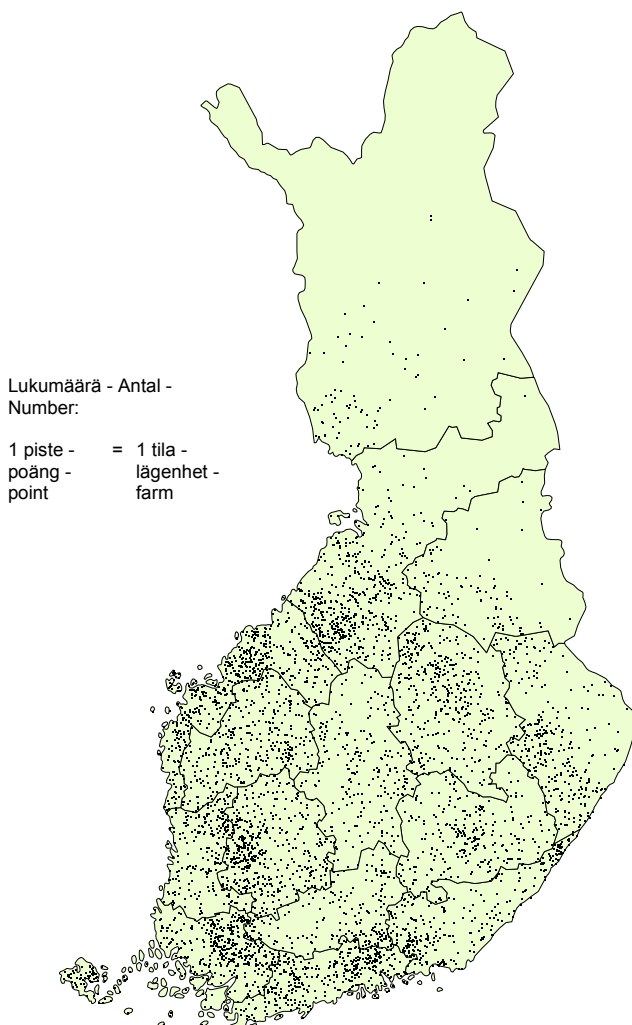 Lukumäärä - Antal -
Number:
1 piste - = 1 tila -
poäng - lägenhet -
point farm